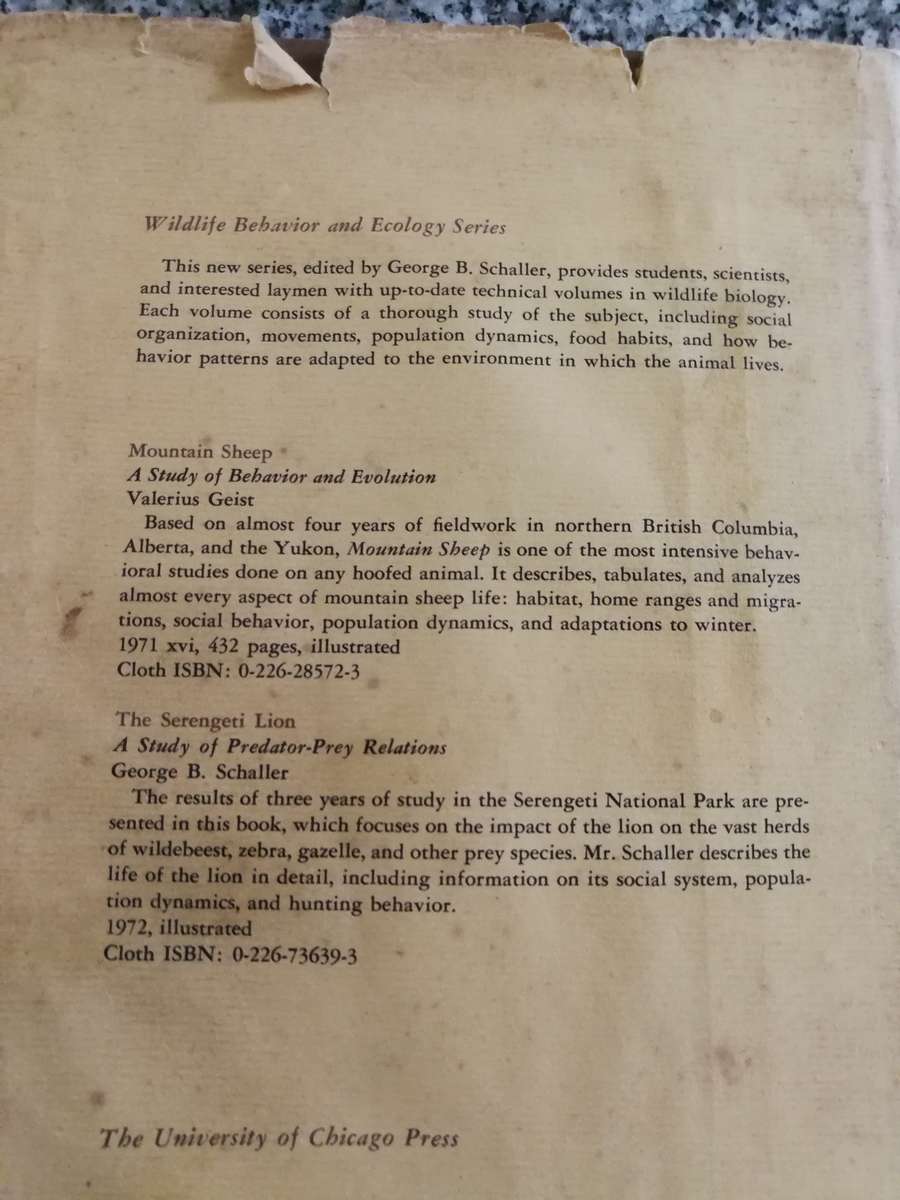 Wildlife Behavior and Ecology Series
This new series, edited by George B. Schaller, provides students, scientists,
and interested laymen with up-to-date technical volumes in wildlife biology.
Each volume consists of a thorough study of the subject, including social
organization, movements, population dynamics, food habits, and how be-
havior patterns are adapted to the environment in which the animal lives.
Mountain Sheep
A Study of Behavior and Evolution
Valerius Geist
Based on almost four years of fieldwork in northern British Columbia,
Alberta, and the Yukon, Mountain Sheep is one of the most intensive behav-
ioral studies done on any hoofed animal. It describes, tabulates, and analyzes
almost every aspect of mountain sheep life: habitat, home ranges and migra-
tions, social behavior, population dynamics, and adaptations to winter.
1971 xvi, 432 pages, illustrated
Cloth ISBN: 0-226-28572-3
The Serengeti Lion
A Study of Predator-Prey Relations
George B. Schaller
The results of three years of study in the Serengeti National Park are pre-
sented in this book, which focuses on the impact of the lion on the vast herds
of wildebeest, zebra, gazelle, and other prey species. Mr. Schaller describes the
life of the lion in detail, including information on its social system, popula-
tion dynamics, and hunting behavior.
1972, illustrated
Cloth ISBN: 0-226-73639-3
The University of Chicago Press